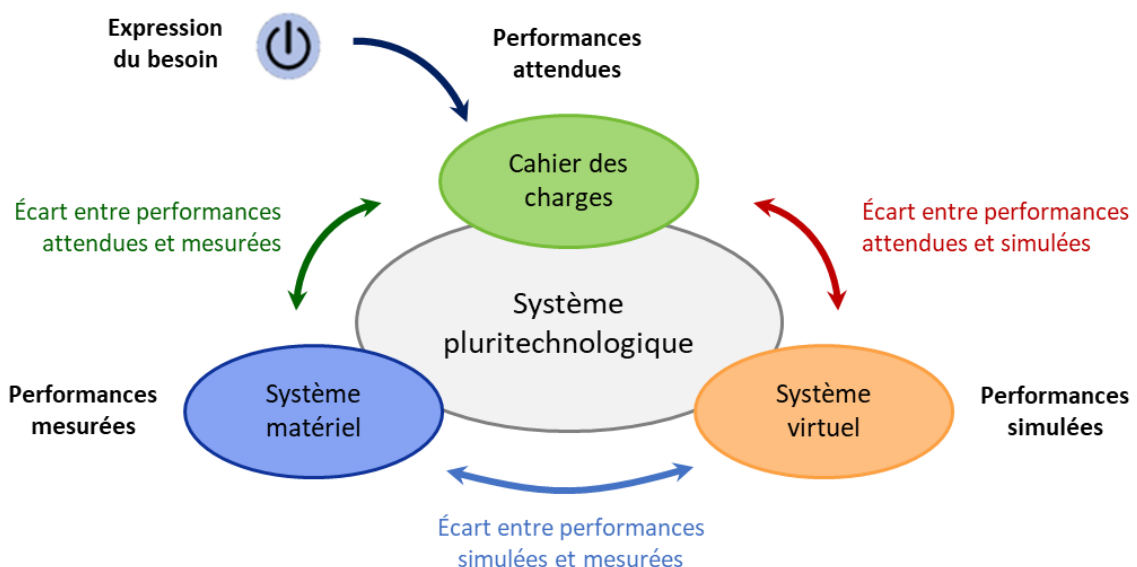 Expression
du besoin
Performances
attendues
Cahier des
charges
Écart entre performances
attendues et mesurées
Écart entre performances
attendues et simulées
Système
pluritechnologique
Performances
mesurées
Système
matériel
Système
virtuel
Performances
simulées
Écart entre performances
simulées et mesurées